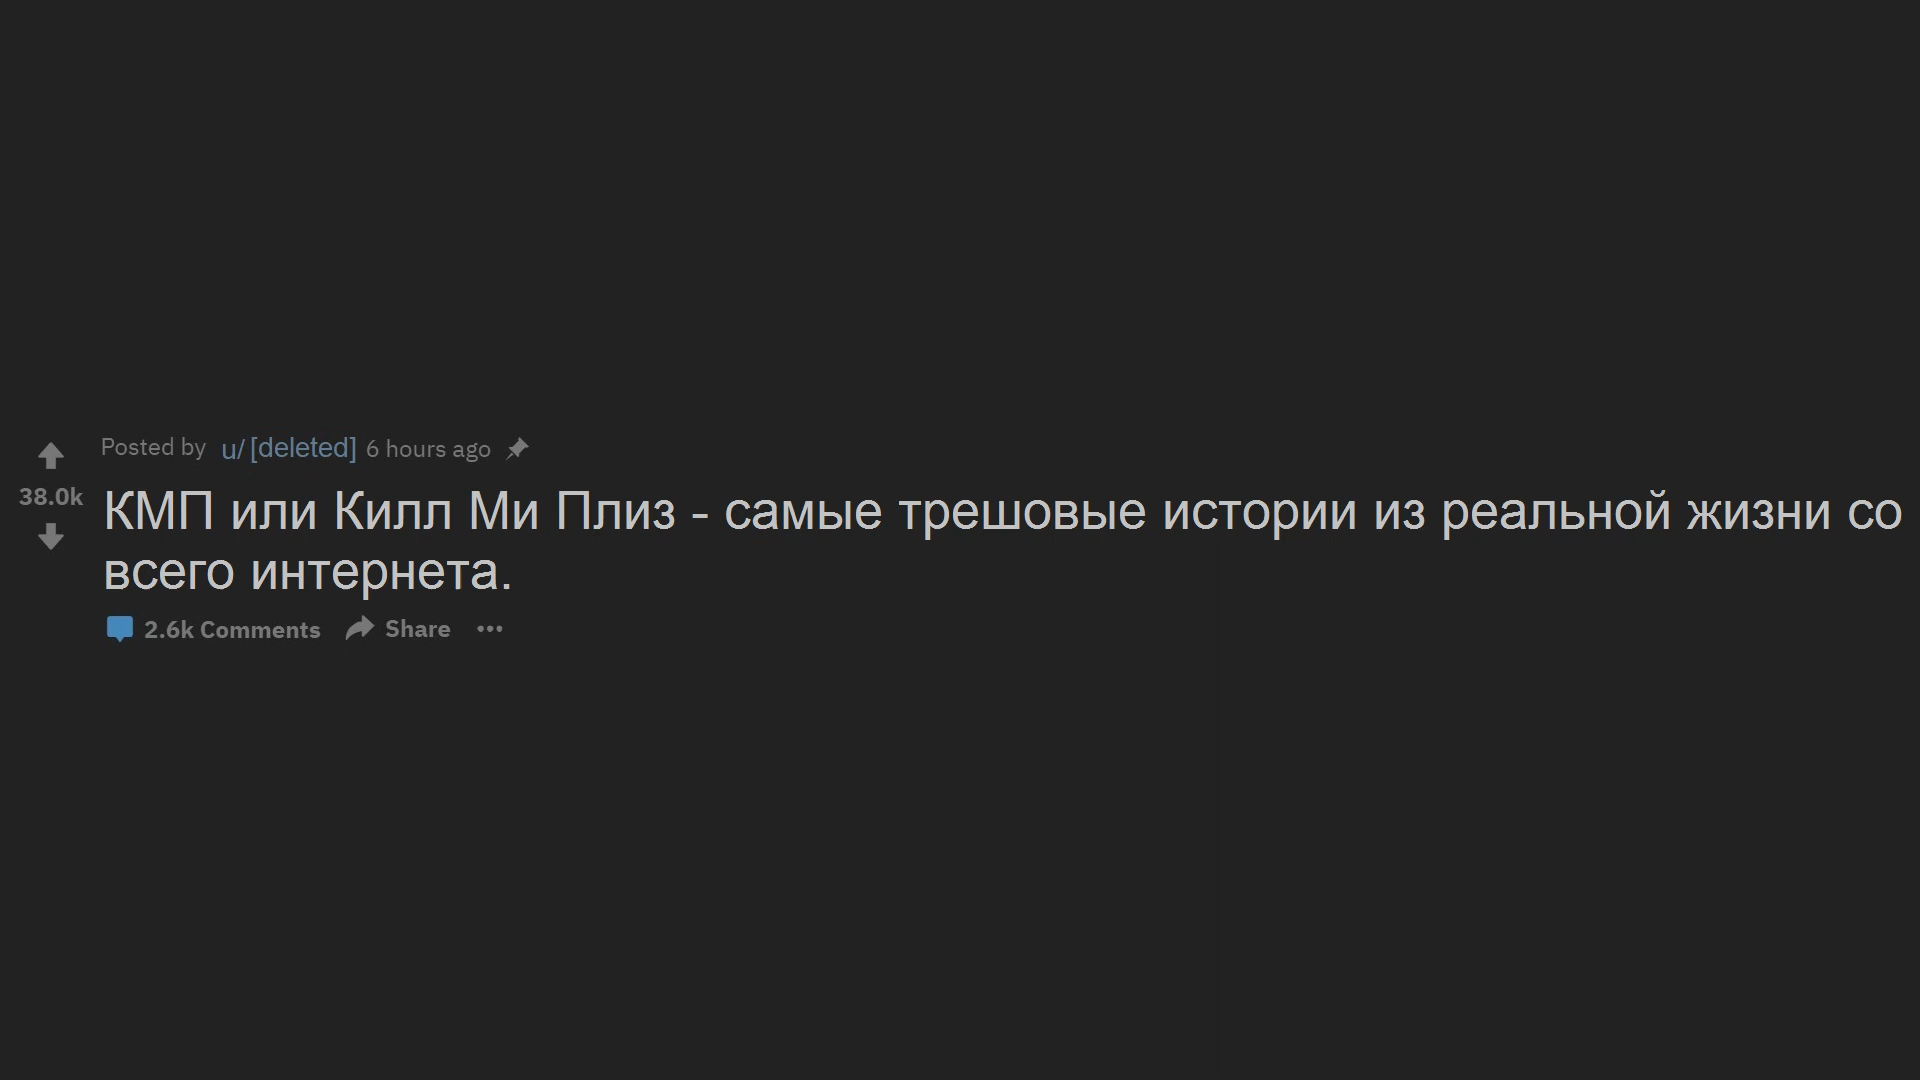 Posted by u/[deleted] 6 hours ago
38.0k
КМП или Килл Ми Плиз - самые трешовые истории из реальной жизни со
всего интернета.
2.6k Comments Share •••